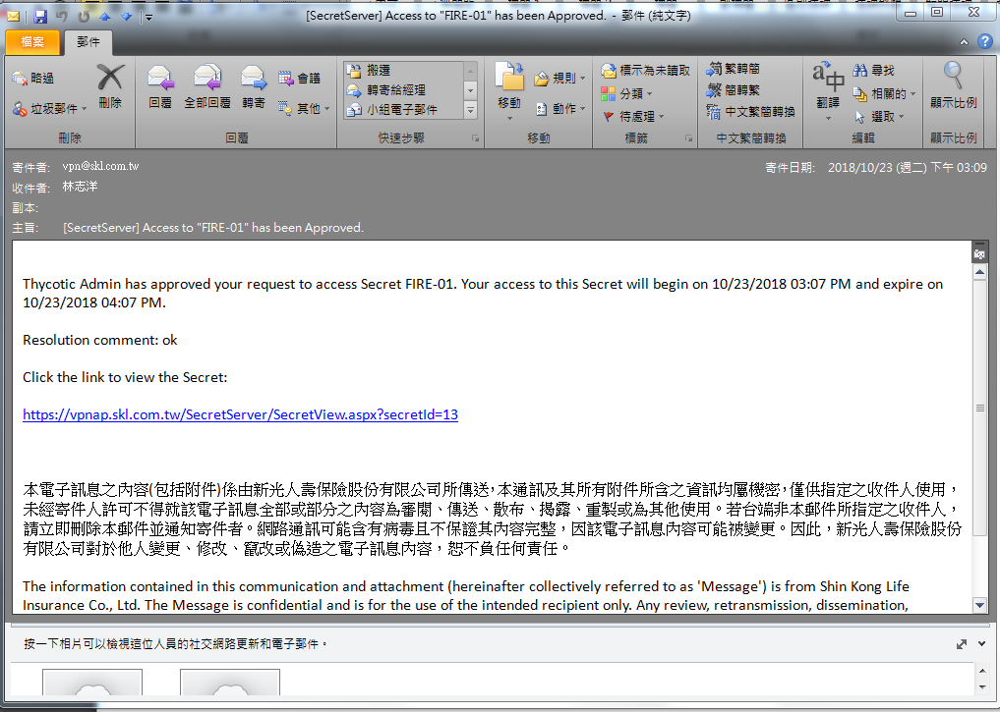 [SecretServer] Access to "FIRE-01" has been Approved. - 郵件 (純文字)
檔案 郵件
略過
垃圾郵件
刪除
回覆 全部回覆 轉寄
會議
其他
搬遷
轉寄給經理
小組電子郵件
移動
規則
動作
標示為未讀取
分類
待處理
繁轉簡
簡轉繁
中文繁簡轉換
翻譯
尋找
相關的
選取
顯示比例
刪除 回覆 快速步驟 移動 標籤 中文繁簡轉換 編輯 顯示比例
寄件者: vpn@skl.com.tw 寄件日期: 2018/10/23 (週二) 下午 03:09
收件者: 林志洋
副本:
主旨: [SecretServer] Access to "FIRE-01" has been Approved.
Thycotic Admin has approved your request to access Secret FIRE-01. Your access to this Secret will begin on 10/23/2018 03:07 PM and expire on
10/23/2018 04:07 PM.
Resolution comment: ok
Click the link to view the Secret:
https://vpnap.skl.com.tw/SecretServer/SecretView.aspx?secretId=13
本電子訊息之內容(包括附件)係由新光人壽保險股份有限公司所傳送，本通訊及其所有附件所含之資訊均屬機密，僅供指定之收件人使用，
未經寄件人許可不得就該電子訊息全部或部分之內容為審閱、傳送、散布、揭露、重製或為其他使用。若台端非本郵件所指定之收件人，
請立即刪除本郵件並通知寄件者。網路通訊可能含有病毒且不保證其內容完整，因該電子訊息內容可能被變更。因此，新光人壽保險股份
有限公司對於他人變更、修改、竄改或偽造之電子訊息內容，恕不負任何責任。
The information contained in this communication and attachment (hereinafter collectively referred to as 'Message') is from Shin Kong Life
Insurance Co., Ltd. The Message is confidential and is for the use of the intended recipient only. Any review, retransmission, dissemination,
按一下相片可以檢視這位人員的社交網路更新和電子郵件。